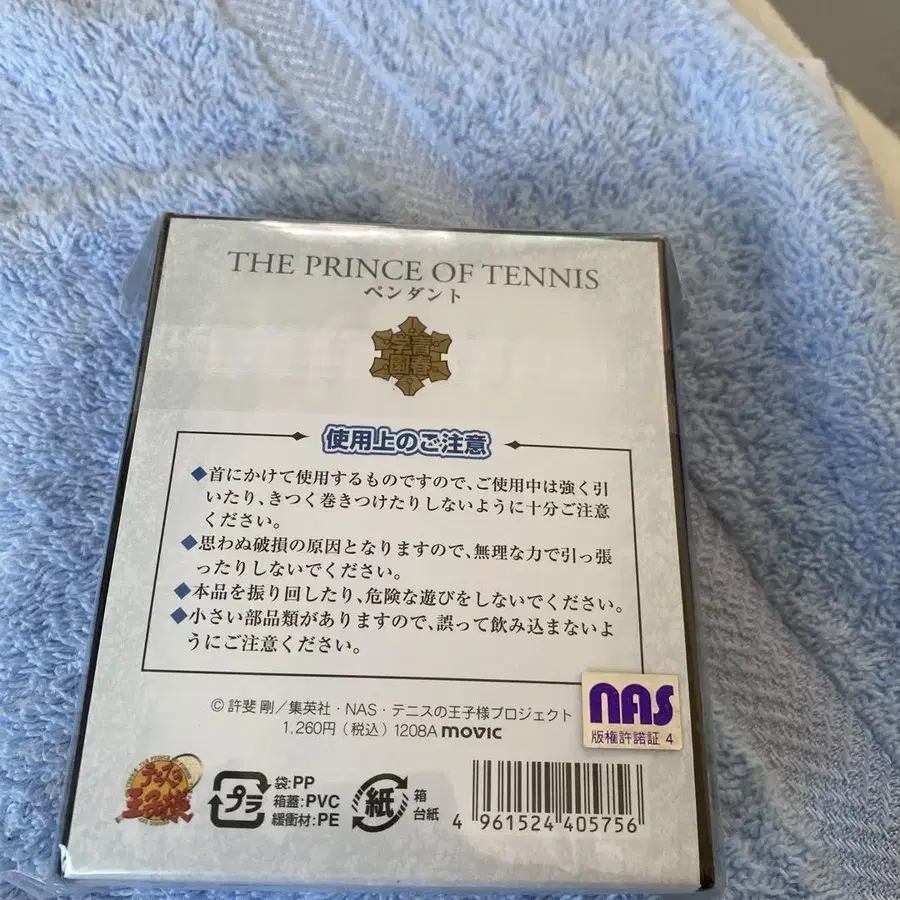 THE PRINCE OF TENNIS
ペンダント
青春
学園
使用上のご注意
◆首にかけて使用するものですので、ご使用中は強く引
いたり、きつく巻きつけたりしないように十分ご注意
ください。
◆思わぬ破損の原因となりますので、無理な力で引っ張
ったりしないでください。
◆本品を振り回したり、危険な遊びをしないでください。
◆小さい部品類がありますので、誤って飲み込まないよ
うにご注意ください。
© 許斐 剛／集英社・NAS・テニスの王子様プロジェクト
1,260円（税込）1208A movic
nas
版権許諾証 4
テニスの
王子様
プラ
袋:PP
箱蓋:PVC
緩衝材:PE
紙
箱
台紙
4 961524 405756